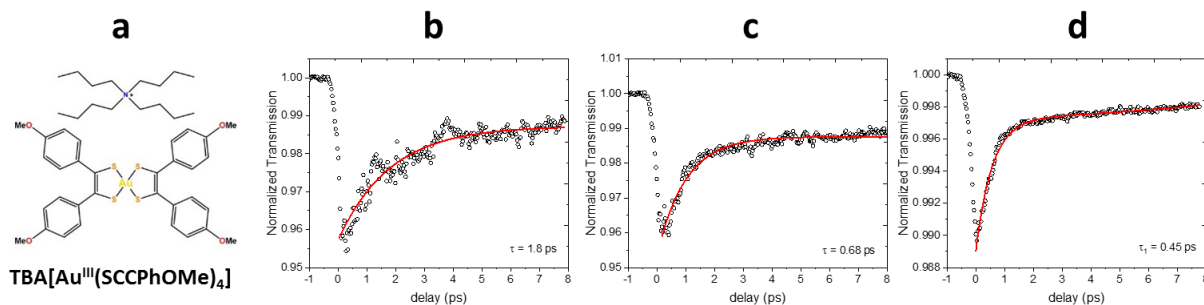 a
b
c
d
N+
MeO
OMe
S
S
Au
S
S
MeO
OMe
TBA[Au^III(SCCPhOMe)4]
Normalized Transmission
1.00
0.99
0.98
0.97
0.96
0.95
-1 0 1 2 3 4 5 6 7 8
delay (ps)
τ = 1.8 ps
Normalized Transmission
1.01
1.00
0.99
0.98
0.97
0.96
0.95
-1 0 1 2 3 4 5 6 7 8
delay (ps)
τ = 0.68 ps
Normalized Transmission
1.000
0.998
0.996
0.994
0.992
0.990
0.988
-1 0 1 2 3 4 5 6 7 8
delay (ps)
τ1 = 0.45 ps